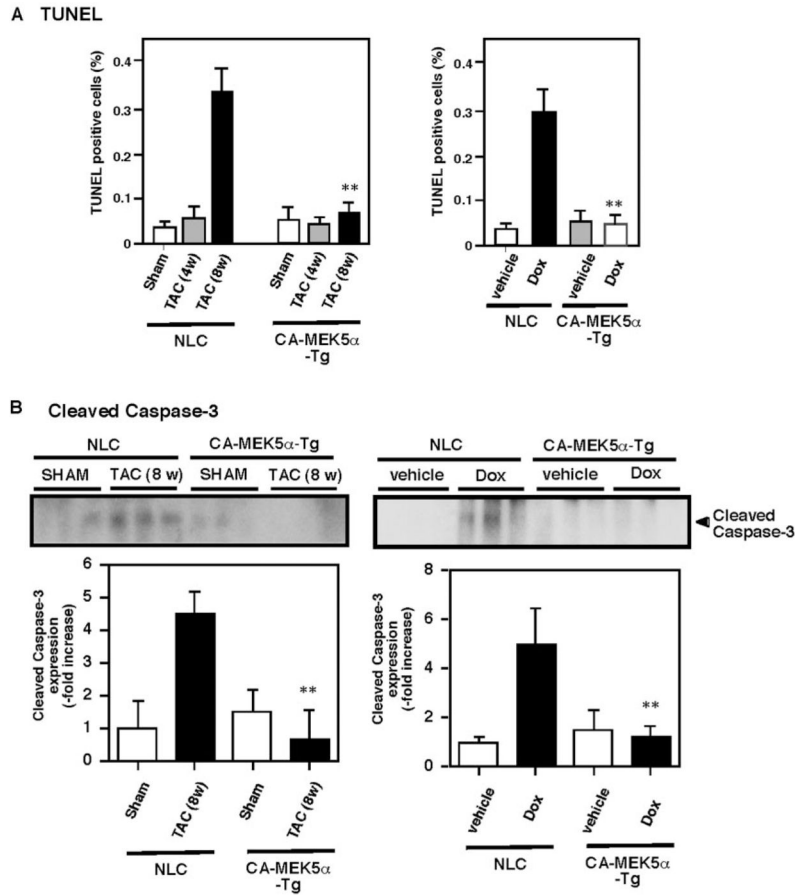 A TUNEL
TUNEL positive cells (%)
0.4
0.3
0.2
0.1
0
Sham
TAC (4w)
TAC (8w)
Sham
TAC (4w)
TAC (8w)
**
NLC
CA-MEK5α
-Tg
TUNEL positive cells (%)
0.4
0.3
0.2
0.1
0
vehicle
Dox
vehicle
Dox
**
NLC
CA-MEK5α
-Tg
B Cleaved Caspase-3
NLC CA-MEK5α-Tg
SHAM TAC (8 w) SHAM TAC (8 w)
NLC CA-MEK5α-Tg
vehicle Dox vehicle Dox
Cleaved
Caspase-3
Cleaved Caspase-3
expression
(-fold increase)
6
5
4
3
2
1
0
**
Sham
TAC (8w)
Sham
TAC (8w)
NLC
CA-MEK5α
-Tg
Cleaved Caspase-3
expression
(-fold increase)
8
6
4
2
0
**
vehicle
Dox
vehicle
Dox
NLC
CA-MEK5α
-Tg